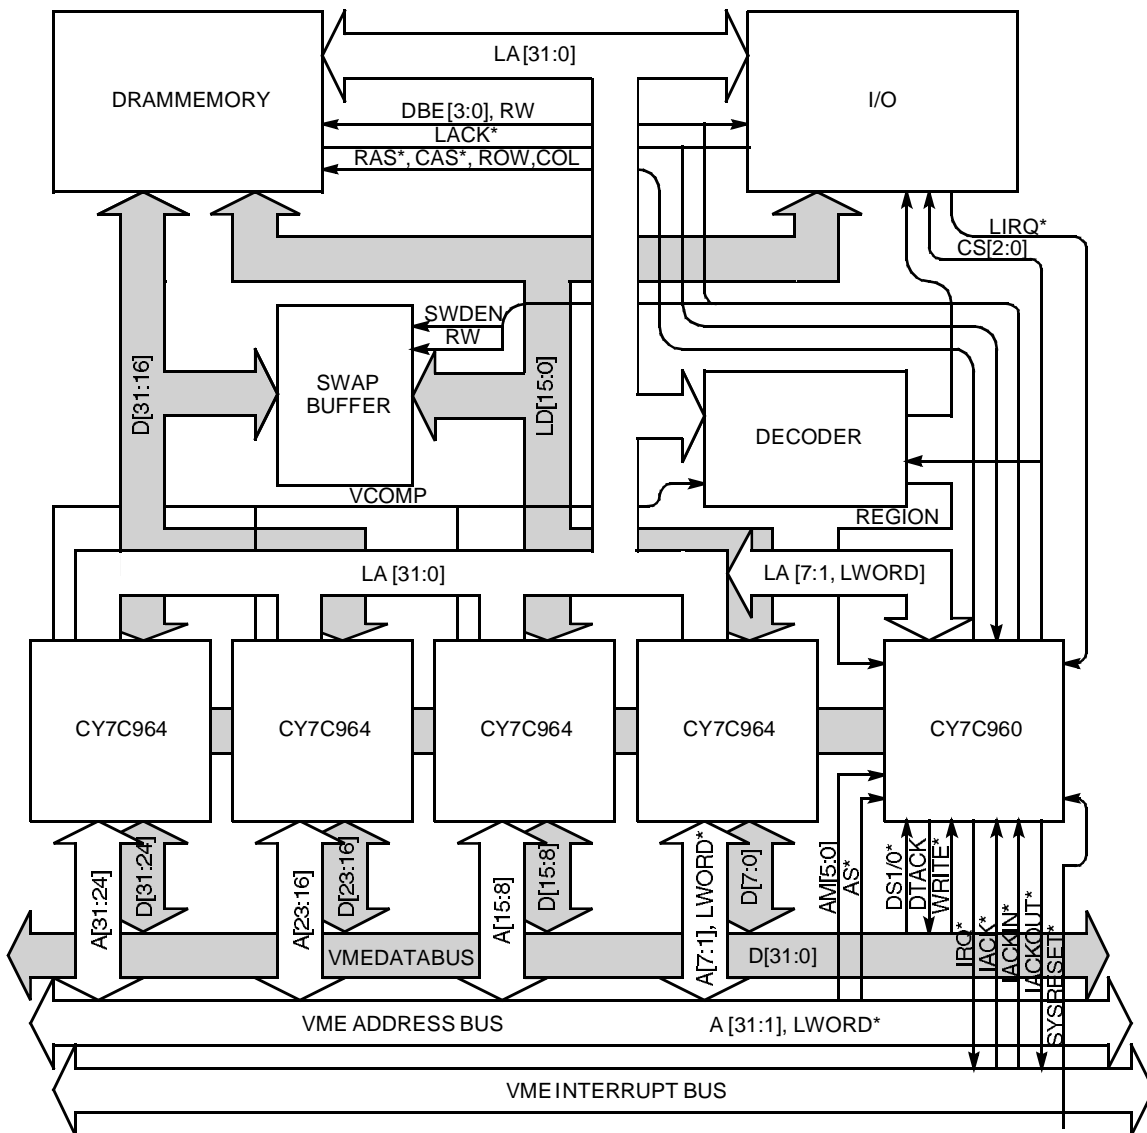 LA [31:0]
DRAMMEMORY
I/O
DBE [3:0], RW
LACK*
RAS*, CAS*, ROW,COL
LIRQ*
CS[2:0]
SWDEN
RW
D[31:16]
SWAP
BUFFER
LD[15:0]
DECODER
VCOMP
REGION
LA [31:0]
LA [7:1, LWORD]
CY7C964
CY7C964
CY7C964
CY7C964
CY7C960
A[31:24]
D[31:24]
A[23:16]
D[23:16]
A[15:8]
D[15:8]
A[7:1], LWORD*
D[7:0]
AM[5:0]
AS*
DS1/0*
DTACK
WRITE*
IRQ*
IACK*
IACKIN*
IACKOUT*
SYSRESET*
VMEDATABUS
D[31:0]
VME ADDRESS BUS
A [31:1], LWORD*
VME INTERRUPT BUS